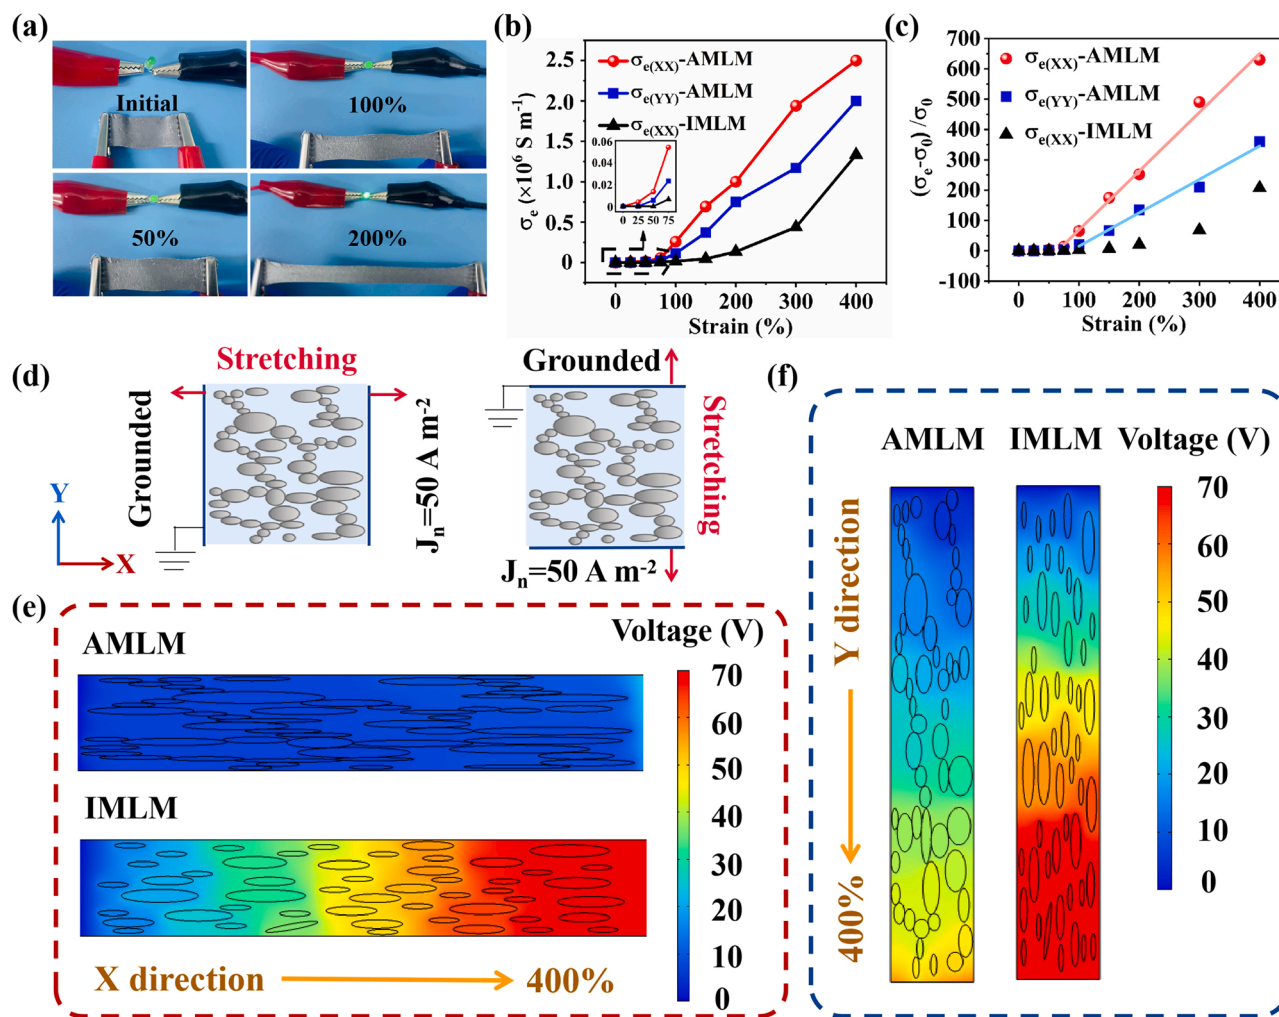 (a)
Initial
100%
50%
200%
(b)
σe(XX)-AMLM
σe(YY)-AMLM
σe(XX)-IMLM
σe (×10⁶ S m⁻¹)
2.5
2.0
1.5
1.0
0.5
0
0.06
0.04
0.02
0
0 25 50 75
0 100 200 300 400
Strain (%)
(c)
σe(XX)-AMLM
σe(YY)-AMLM
σe(XX)-IMLM
(σe-σ0) /σ0
700
600
500
400
300
200
100
0
-100
0 100 200 300 400
Strain (%)
(d)
Y
X
Stretching
Grounded
Jn=50 A m⁻²
Grounded
Stretching
Jn=50 A m⁻²
(e)
AMLM
Voltage (V)
IMLM
70
60
50
40
30
20
10
0
X direction
400%
(f)
AMLM IMLM Voltage (V)
Y direction
400%
70
60
50
40
30
20
10
0